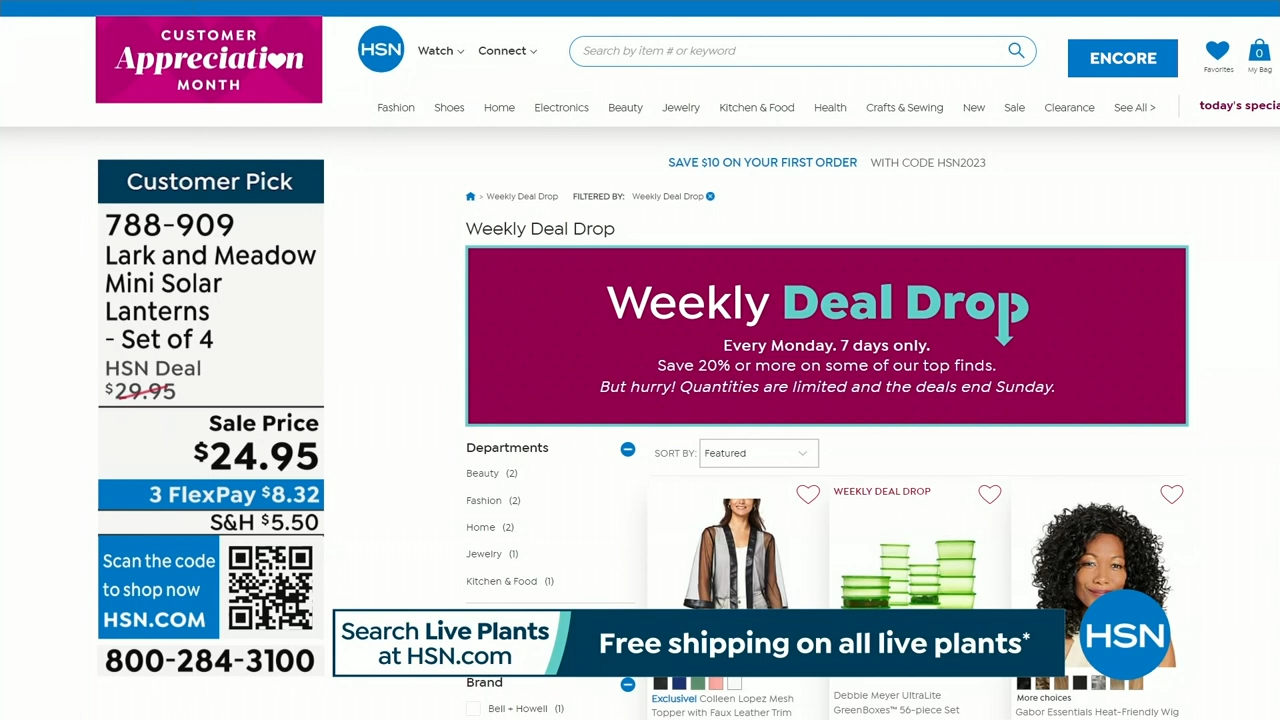 CUSTOMER
Appreciation
MONTH
HSN
Watch
Connect
Search by item # or keyword
ENCORE
Favorites
0
My Bag
Fashion
Shoes
Home
Electronics
Beauty
Jewelry
Kitchen & Food
Health
Crafts & Sewing
New
Sale
Clearance
See All >
today's specia
SAVE $10 ON YOUR FIRST ORDER WITH CODE HSN2023
> Weekly Deal Drop FILTERED BY: Weekly Deal Drop
Weekly Deal Drop
Weekly Deal Drop
Every Monday. 7 days only.
Save 20% or more on some of our top finds.
But hurry! Quantities are limited and the deals end Sunday.
Customer Pick
788-909
Lark and Meadow
Mini Solar
Lanterns
- Set of 4
HSN Deal
$29.95
Sale Price
$24.95
3 FlexPay $8.32
S&H $5.50
Scan the code
to shop now
HSN.COM
800-284-3100
Departments
Beauty (2)
Fashion (2)
Home (2)
Jewelry (1)
Kitchen & Food (1)
Brand
Bell + Howell (1)
SORT BY: Featured
WEEKLY DEAL DROP
Search Live Plants
at HSN.com
Free shipping on all live plants*
HSN
Exclusive! Colleen Lopez Mesh
Topper with Faux Leather Trim
Debbie Meyer UltraLite
GreenBoxes™ 56-piece Set
More choices
Gabor Essentials Heat-Friendly Wig